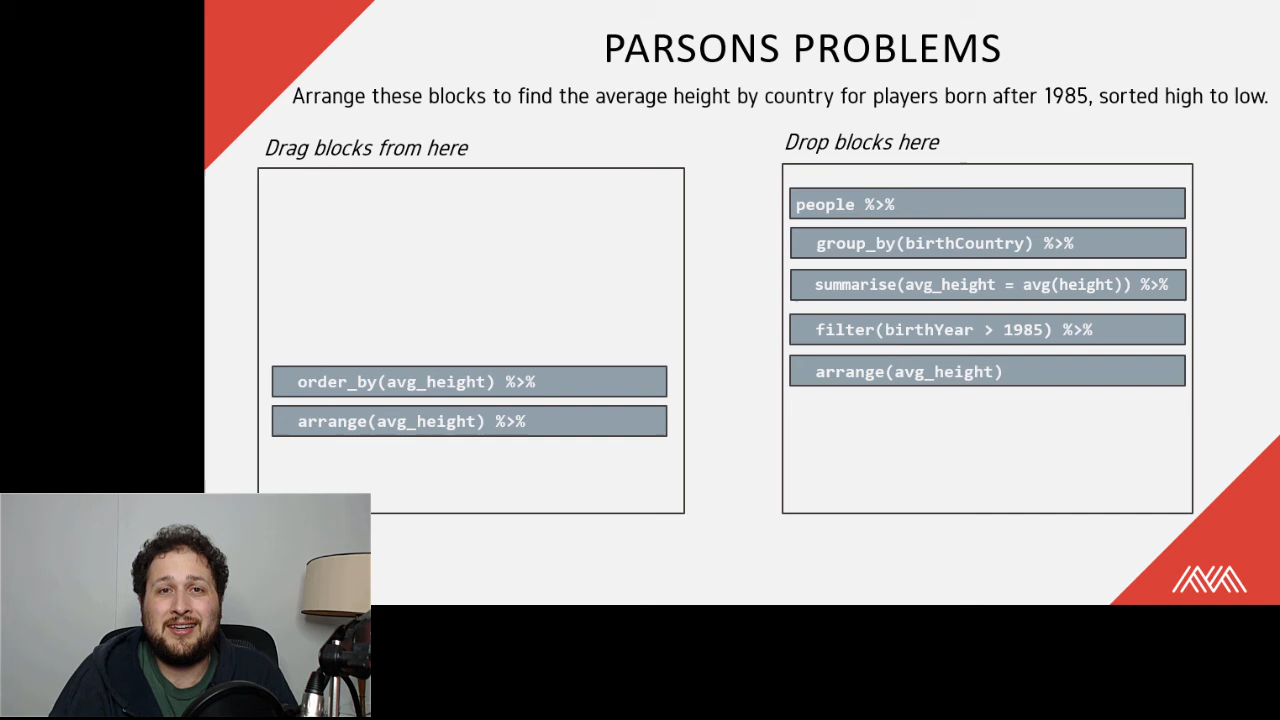 PARSONS PROBLEMS
Arrange these blocks to find the average height by country for players born after 1985, sorted high to low.
Drag blocks from here
order_by(avg_height) %>%
arrange(avg_height) %>%
Drop blocks here
people %>%
group_by(birthCountry) %>%
summarise(avg_height = avg(height)) %>%
filter(birthYear > 1985) %>%
arrange(avg_height)